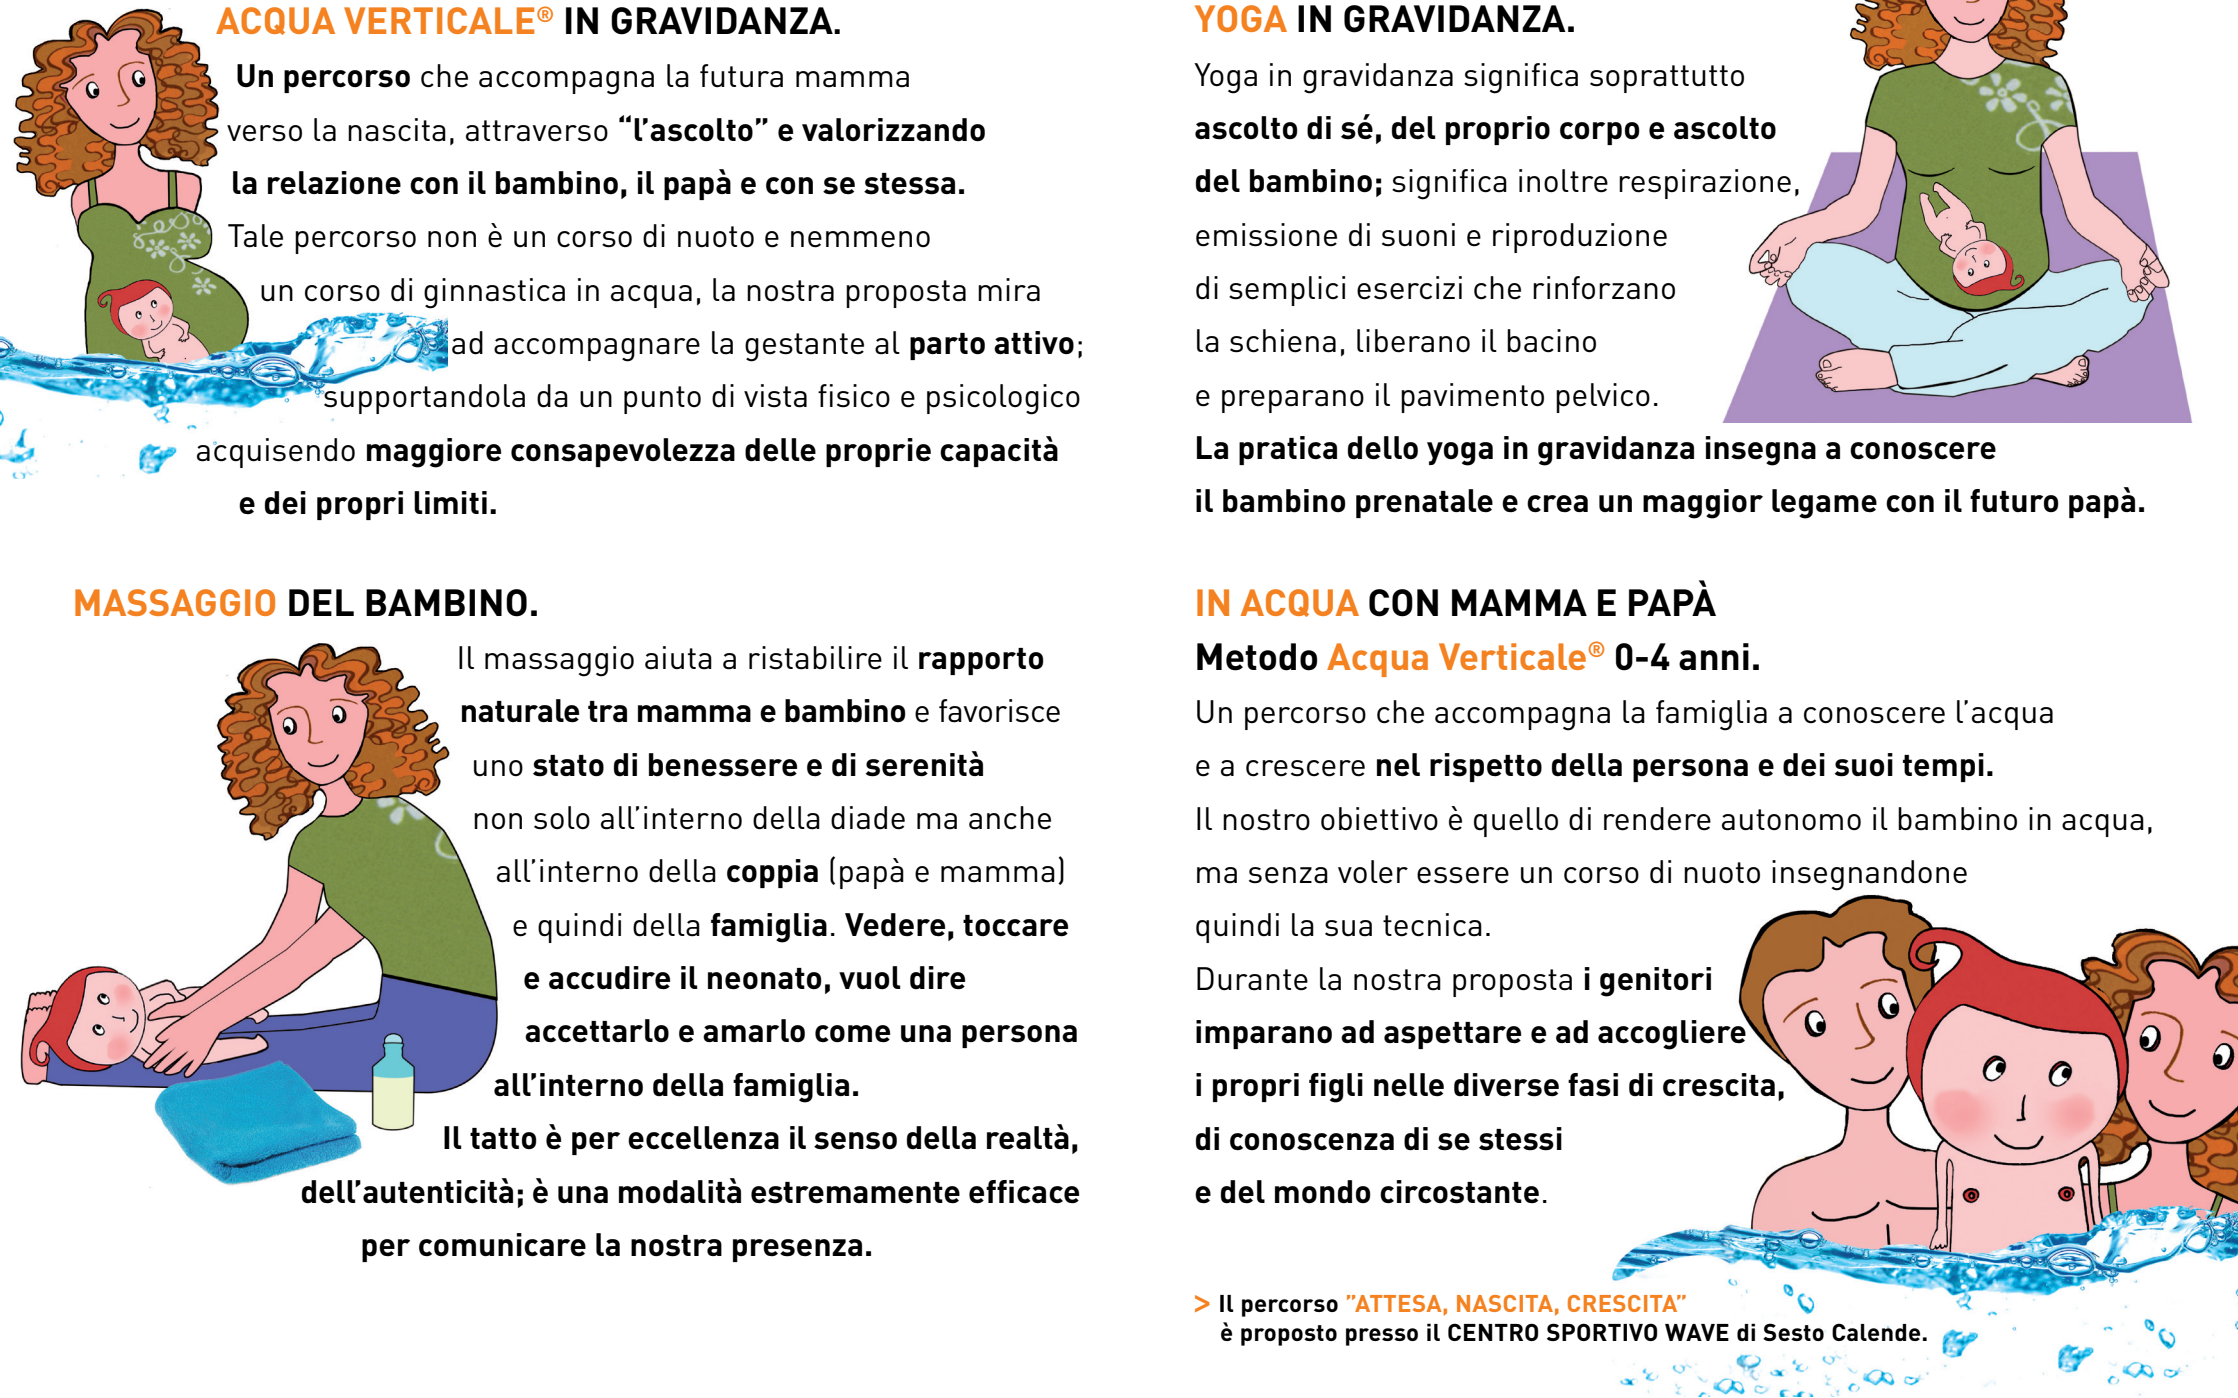 ACQUA VERTICALE® IN GRAVIDANZA.
Un percorso che accompagna la futura mamma
verso la nascita, attraverso “l’ascolto” e valorizzando
la relazione con il bambino, il papà e con se stessa.
Tale percorso non è un corso di nuoto e nemmeno
un corso di ginnastica in acqua, la nostra proposta mira
ad accompagnare la gestante al parto attivo;
supportandola da un punto di vista fisico e psicologico
acquisendo maggiore consapevolezza delle proprie capacità
e dei propri limiti.
YOGA IN GRAVIDANZA.
Yoga in gravidanza significa soprattutto
ascolto di sé, del proprio corpo e ascolto
del bambino; significa inoltre respirazione,
emissione di suoni e riproduzione
di semplici esercizi che rinforzano
la schiena, liberano il bacino
e preparano il pavimento pelvico.
La pratica dello yoga in gravidanza insegna a conoscere
il bambino prenatale e crea un maggior legame con il futuro papà.
MASSAGGIO DEL BAMBINO.
Il massaggio aiuta a ristabilire il rapporto
naturale tra mamma e bambino e favorisce
uno stato di benessere e di serenità
non solo all’interno della diade ma anche
all’interno della coppia (papà e mamma)
e quindi della famiglia. Vedere, toccare
e accudire il neonato, vuol dire
accettarlo e amarlo come una persona
all’interno della famiglia.
Il tatto è per eccellenza il senso della realtà,
dell’autenticità; è una modalità estremamente efficace
per comunicare la nostra presenza.
IN ACQUA CON MAMMA E PAPÀ
Metodo Acqua Verticale® 0-4 anni.
Un percorso che accompagna la famiglia a conoscere l’acqua
e a crescere nel rispetto della persona e dei suoi tempi.
Il nostro obiettivo è quello di rendere autonomo il bambino in acqua,
ma senza voler essere un corso di nuoto insegnandone
quindi la sua tecnica.
Durante la nostra proposta i genitori
imparano ad aspettare e ad accogliere
i propri figli nelle diverse fasi di crescita,
di conoscenza di se stessi
e del mondo circostante.
> Il percorso ”ATTESA, NASCITA, CRESCITA”
è proposto presso il CENTRO SPORTIVO WAVE di Sesto Calende.